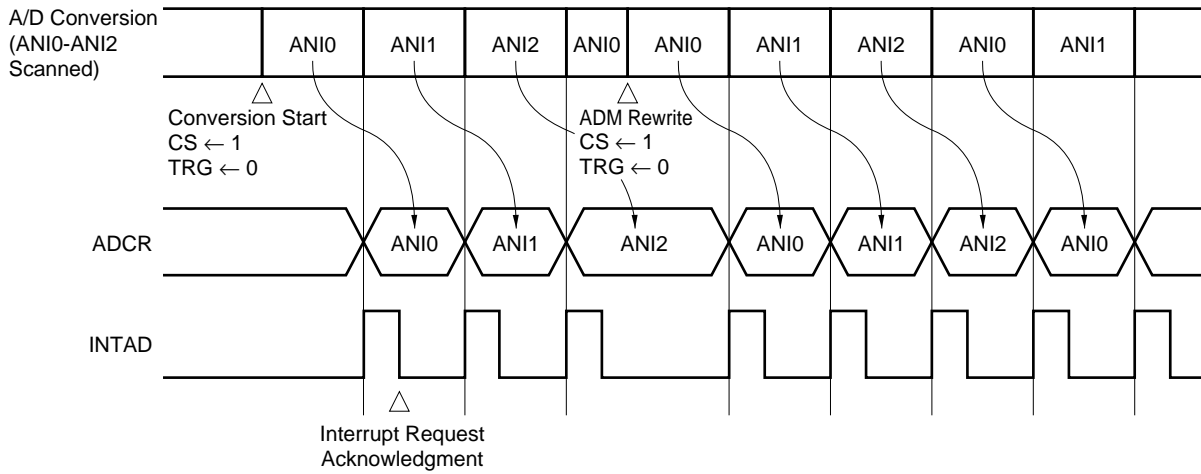 A/D Conversion
(ANI0-ANI2
Scanned)
ANI0 ANI1 ANI2 ANI0 ANI0 ANI1 ANI2 ANI0 ANI1
Conversion Start
CS ← 1
TRG ← 0
ADM Rewrite
CS ← 1
TRG ← 0
ADCR
ANI0 ANI1 ANI2 ANI0 ANI1 ANI2 ANI0
INTAD
Interrupt Request
Acknowledgment